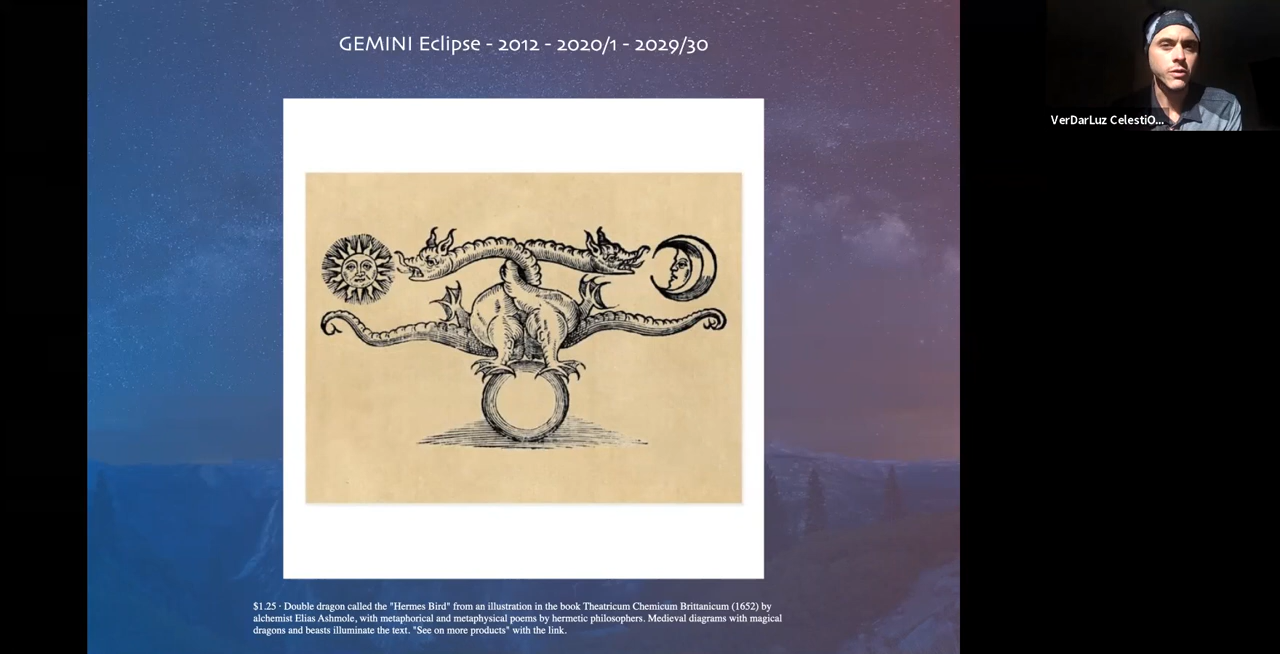 GEMINI Eclipse - 2012 - 2020/1 - 2029/30
VerDarLuz CelestiO...
$1.25 · Double dragon called the "Hermes Bird" from an illustration in the book Theatricum Chemicum Brittanicum (1652) by
alchemist Elias Ashmole, with metaphorical and metaphysical poems by hermetic philosophers. Medieval diagrams with magical
dragons and beasts illuminate the text. "See on more products" with the link.